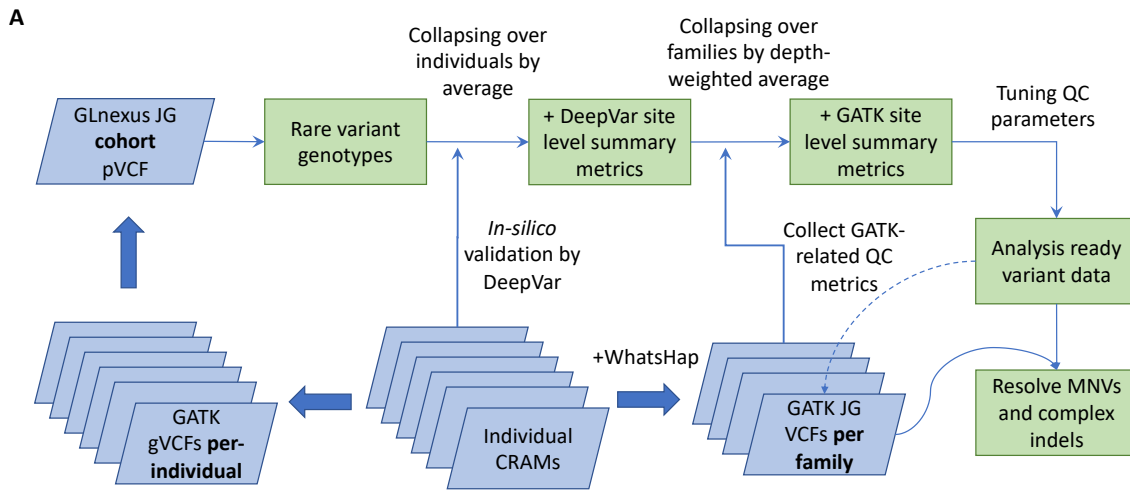 A
Collapsing over
individuals by
average
Collapsing over
families by depth-
weighted average
Tuning QC
parameters
GLnexus JG
cohort
pVCF
Rare variant
genotypes
+ DeepVar site
level summary
metrics
+ GATK site
level summary
metrics
In-silico
validation by
DeepVar
Collect GATK-
related QC
metrics
Analysis ready
variant data
+WhatsHap
GATK
gVCFs per-
individual
Individual
CRAMs
GATK JG
VCFs per
family
Resolve MNVs
and complex
indels